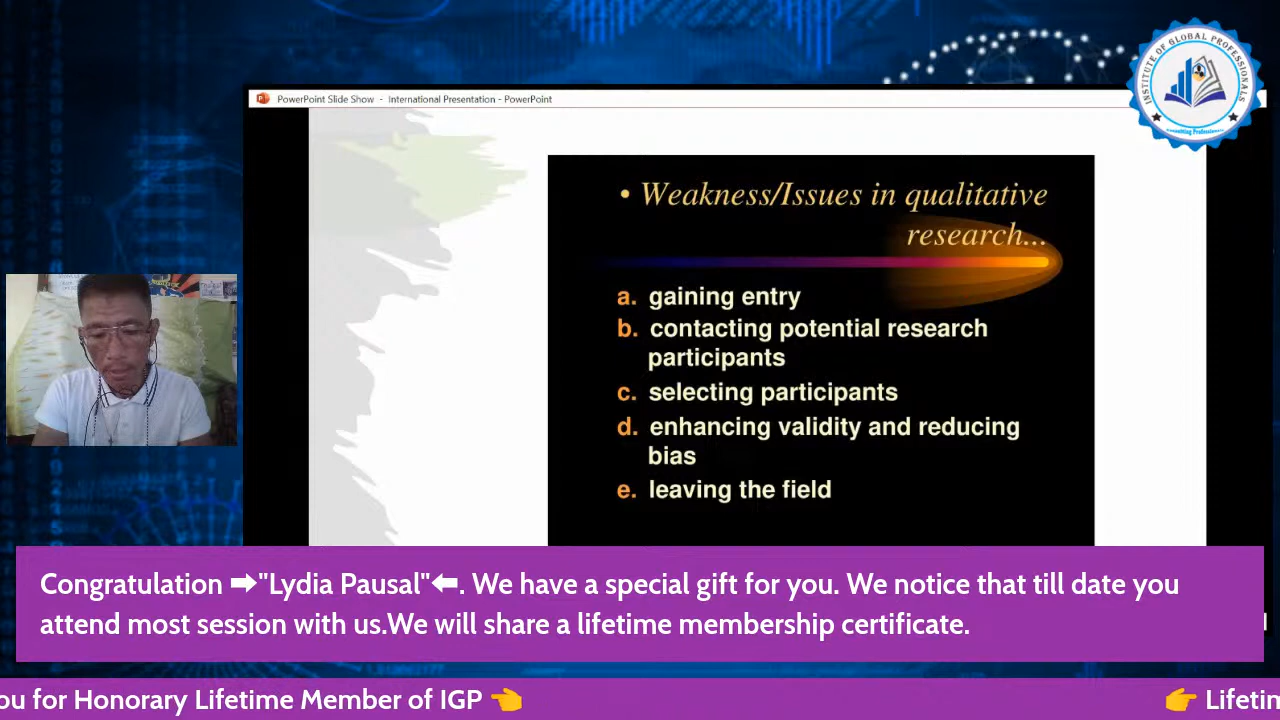 INSTITUTE OF GLOBAL PROFESSIONALS
Consulting Professionals
PowerPoint Slide Show - International Presentation - PowerPoint
• Weakness/Issues in qualitative
research...
a. gaining entry
b. contacting potential research
participants
c. selecting participants
d. enhancing validity and reducing
bias
e. leaving the field
Congratulation ➡"Lydia Pausal"⬅. We have a special gift for you. We notice that till date you
attend most session with us.We will share a lifetime membership certificate.
ou for Honorary Lifetime Member of IGP 👈 👉 Lifetin